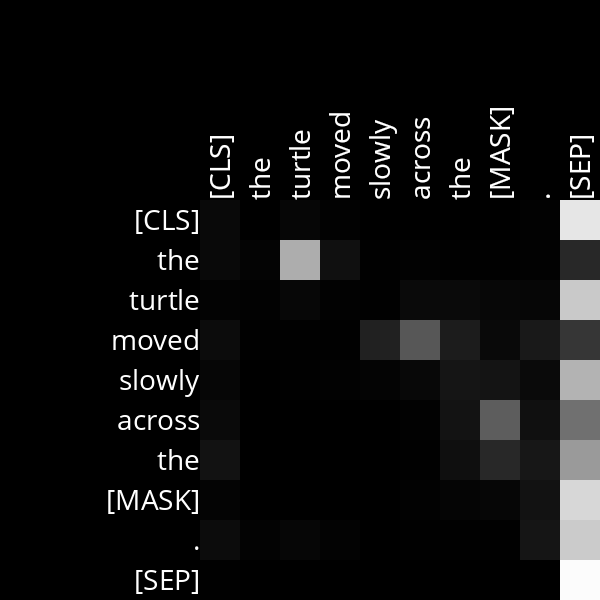 [CLS] the turtle moved slowly across the [MASK] . [SEP]
[CLS]
the
turtle
moved
slowly
across
the
[MASK]
.
[SEP]